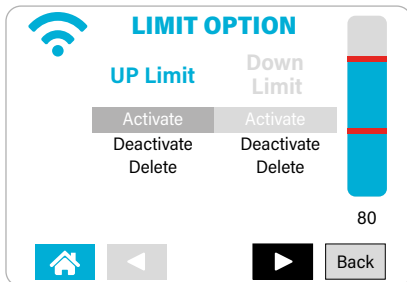 LIMIT OPTION
UP Limit
Down
Limit
Activate Activate
Deactivate Deactivate
Delete Delete
80
Back